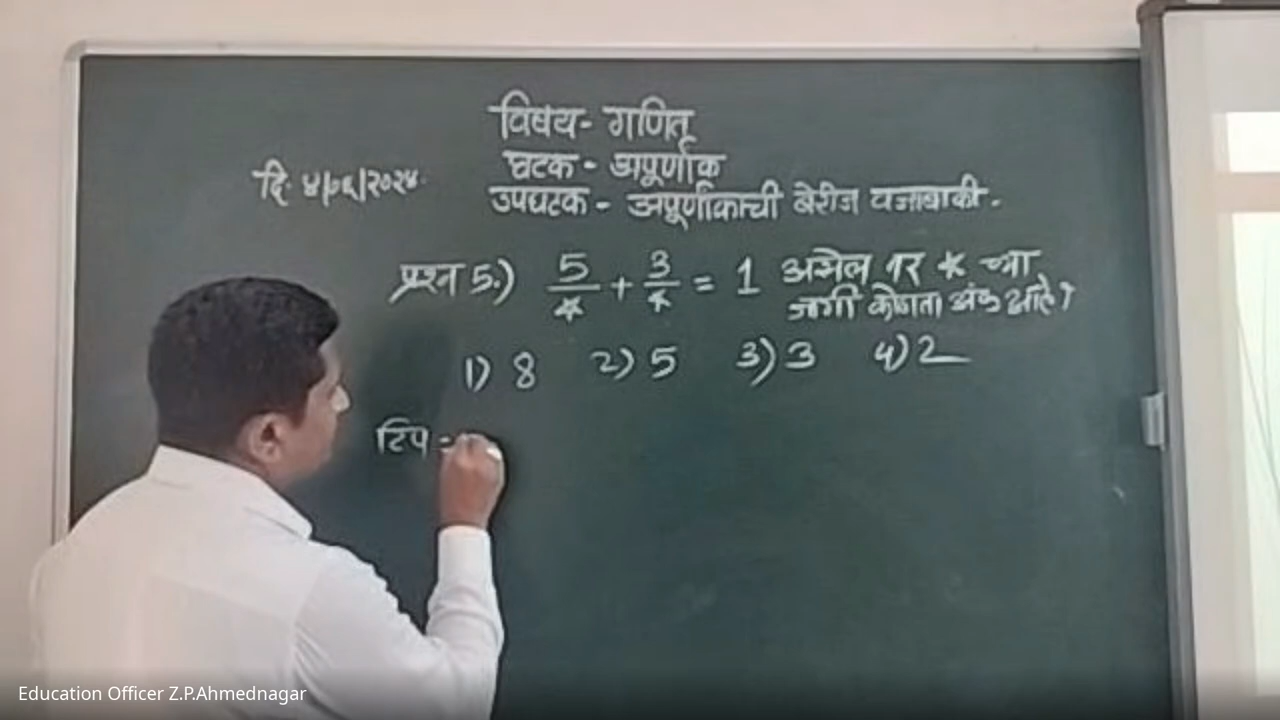 विषय- गणित
घटक - अपूर्णांक
दि. ४/०६/२०२४.
उपघटक - अपूर्णांकाची बेरीज वजाबाकी.
प्रश्न 5.) 5/* + 3/* = 1 असेल तर * च्या
जागी कोणता अंक आहे?
1) 8 2) 5 3) 3 4) 2
टिप -
Education Officer Z.P.Ahmednagar